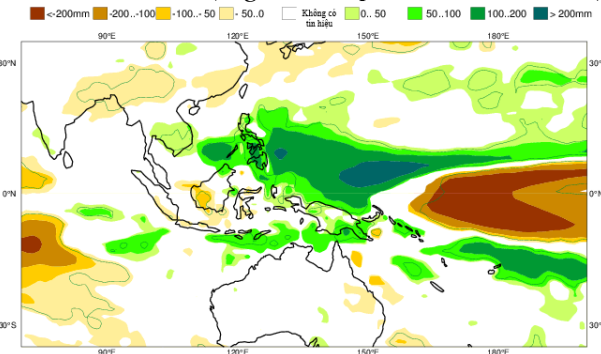 <-200mm -200..-100 -100..- 50 - 50..0 Không có tín hiệu 0.. 50 50..100 100..200 > 200mm
30°N 30°N
0°N 0°N
30°S 30°S
90°E 120°E 150°E 180°E
90°E 120°E 150°E 180°E